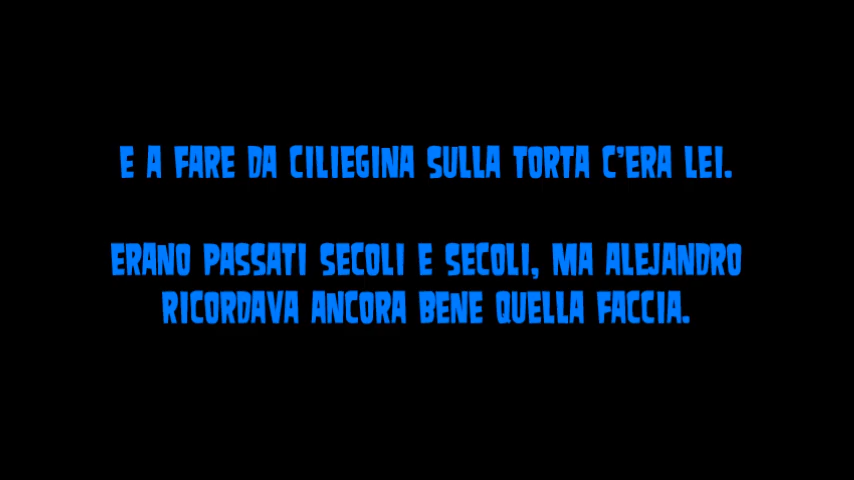 E A FARE DA CILIEGINA SULLA TORTA C'ERA LEI.
ERANO PASSATI SECOLI E SECOLI, MA ALEJANDRO
RICORDAVA ANCORA BENE QUELLA FACCIA.